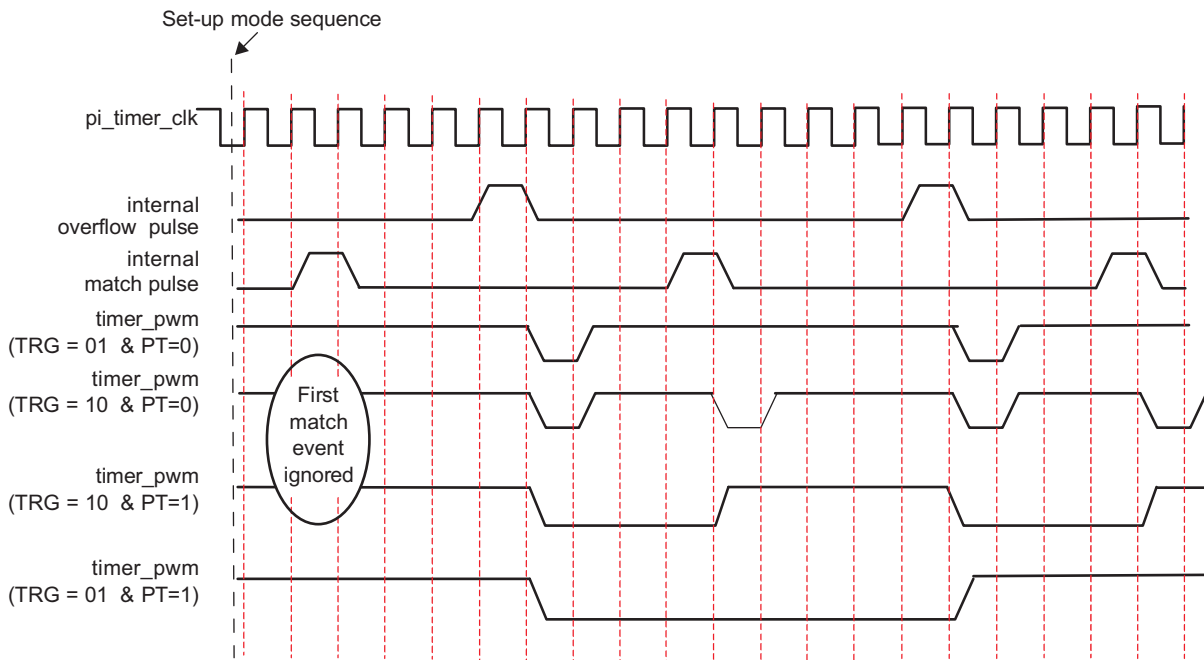 Set-up mode sequence
pi_timer_clk
internal
overflow pulse
internal
match pulse
timer_pwm
(TRG = 01 & PT=0)
timer_pwm
(TRG = 10 & PT=0)
First
match
event
ignored
timer_pwm
(TRG = 10 & PT=1)
timer_pwm
(TRG = 01 & PT=1)